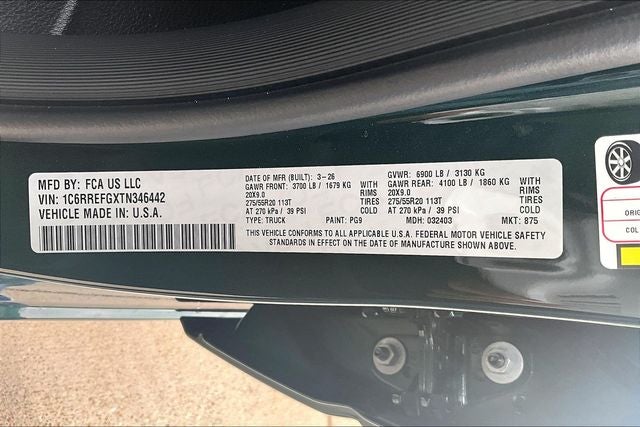 MFD BY: FCA US LLC
VIN: 1C6RREFGXTN346442
VEHICLE MADE IN: U.S.A.
DATE OF MFR (BUILT): 3-26
GAWR FRONT: 3700 LB / 1679 KG WITH
20X9.0 RIMS
275/55R20 113T TIRES
AT 270 kPa / 39 PSI COLD
TYPE: TRUCK PAINT: PG9
GVWR: 6900 LB / 3130 KG
GAWR REAR: 4100 LB / 1860 KG WITH
20X9.0 RIMS
275/55R20 113T TIRES
AT 270 kPa / 39 PSI COLD
MDH: 032403 MKT: 875
THIS VEHICLE CONFORMS TO ALL APPLICABLE U.S.A. FEDERAL MOTOR VEHICLE SAFETY
STANDARDS IN EFFECT ON THE DATE OF MANUFACTURE SHOWN ABOVE.
ORIG
COL